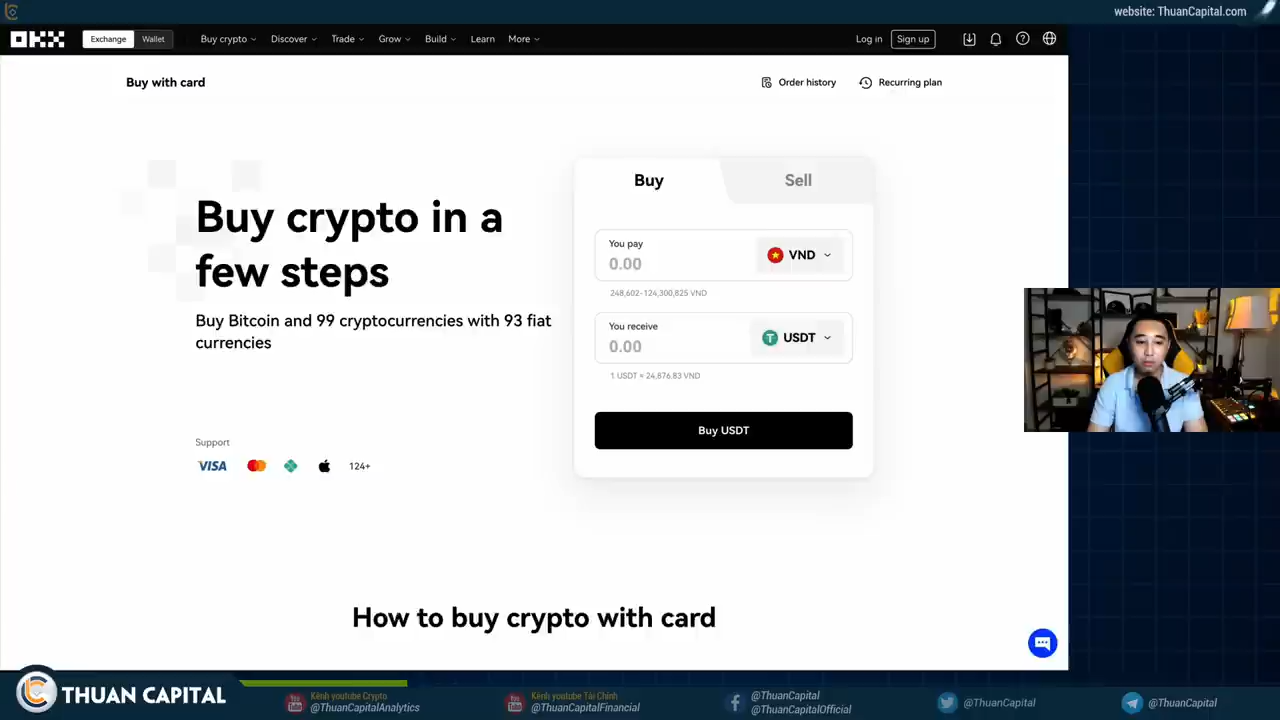 website: ThuanCapital.com
OKX
Exchange
Wallet
Buy crypto
Discover
Trade
Grow
Build
Learn
More
Log in
Sign up
Buy with card
Order history
Recurring plan
Buy crypto in a
few steps
Buy Bitcoin and 99 cryptocurrencies with 93 fiat
currencies
Support
VISA
124+
Buy
Sell
You pay
0.00
VND
248,602-124,300,825 VND
You receive
0.00
USDT
1 USDT ≈ 24,876.83 VND
Buy USDT
How to buy crypto with card
THUAN CAPITAL
Kênh youtube Crypto
@ThuanCapitalAnalytics
Kênh youtube Tài Chính
@ThuanCapitalFinancial
@ThuanCapital
@ThuanCapitalOfficial
@ThuanCapital
@ThuanCapital